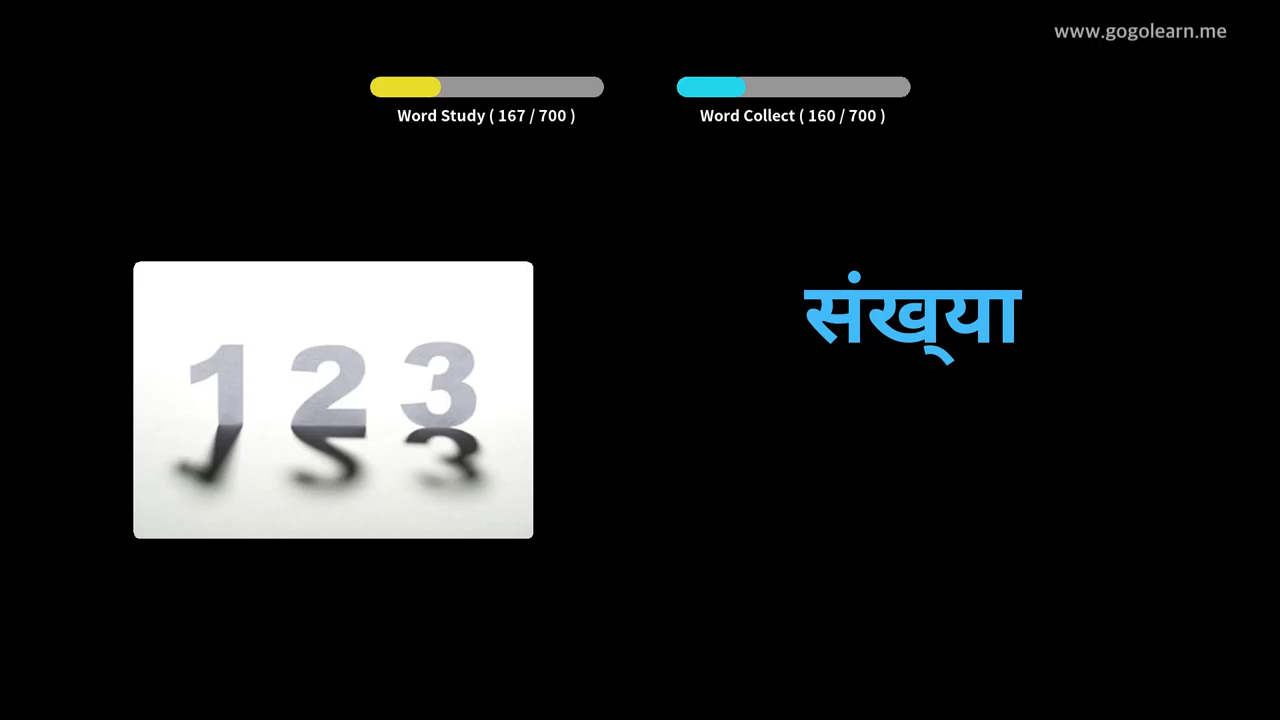 www.gogolearn.me
Word Study ( 167 / 700 )
Word Collect ( 160 / 700 )
1 2 3
संख्या